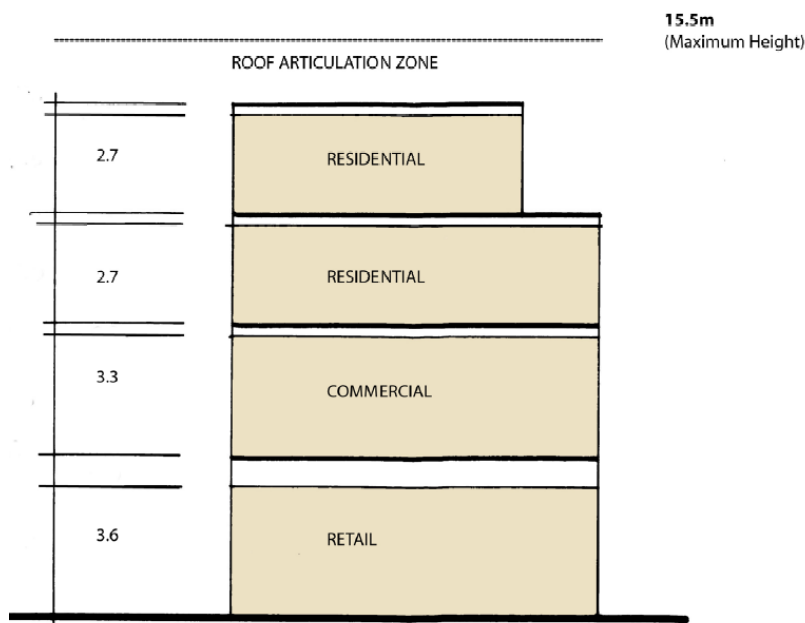 15.5m
(Maximum Height)
ROOF ARTICULATION ZONE
2.7
RESIDENTIAL
2.7
RESIDENTIAL
3.3
COMMERCIAL
3.6
RETAIL